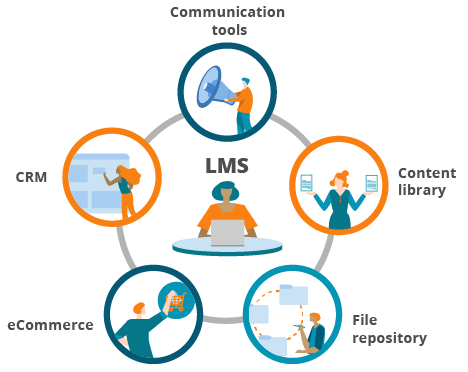 Communication
tools
LMS
CRM
Content
library
eCommerce
File
repository